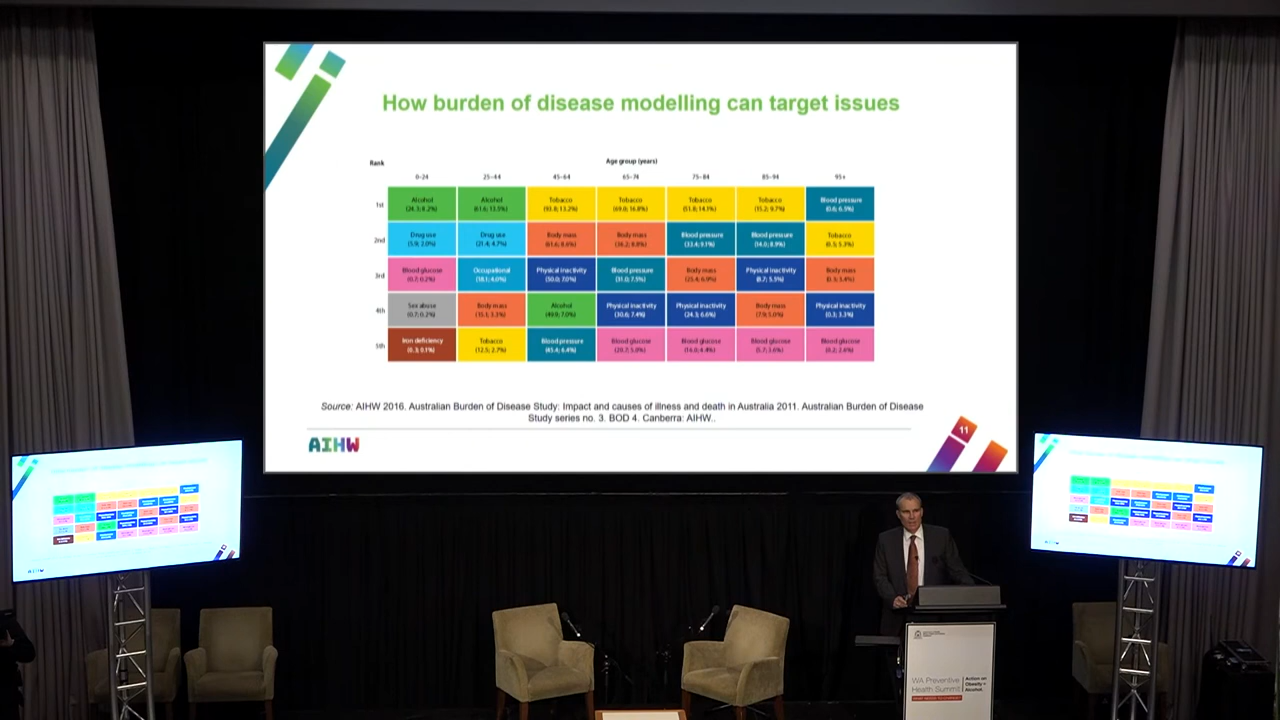 How burden of disease modelling can target issues
Rank
Age group (years)
0–24 25–44 45–64 65–74 75–84 85–94 95+
1st
Alcohol Alcohol Tobacco Tobacco Tobacco Tobacco Blood pressure
(24.3; 8.2%) (61.6; 13.5%) (93.8; 13.2%) (69.0; 16.8%) (51.8; 14.1%) (15.2; 9.7%) (0.6; 6.5%)
2nd
Drug use Drug use Body mass Body mass Blood pressure Blood pressure Tobacco
(5.9; 2.0%) (21.4; 4.7%) (61.6; 8.6%) (36.2; 8.8%) (33.4; 9.1%) (14.0; 8.9%) (0.5; 5.3%)
3rd
Blood glucose Occupational Physical inactivity Blood pressure Body mass Physical inactivity Body mass
(0.7; 0.2%) (18.1; 4.0%) (50.0; 7.0%) (31.0; 7.5%) (25.4; 6.9%) (8.7; 5.5%)
4th
Sex abuse Body mass Alcohol Physical inactivity Physical inactivity Body mass Physical inactivity
(0.7; 0.2%) (15.1; 3.3%) (49.9; 7.0%) (30.6; 7.4%) (24.3; 6.6%) (7.9; 5.0%) (0.3; 3.3%)
5th
Iron deficiency Tobacco Blood pressure Blood glucose Blood glucose Blood glucose Blood glucose
(0.3; 0.1%) (12.5; 2.7%) (45.4; 6.4%) (20.7; 5.0%) (16.0; 4.4%) (5.7; 3.6%) (0.2; 2.6%)
Source: AIHW 2016. Australian Burden of Disease Study: Impact and causes of illness and death in Australia 2011. Australian Burden of Disease
Study series no. 3. BOD 4. Canberra: AIHW..
AIHW
11
WA Preventive
Health Summit
Action on
Obesity +
Alcohol